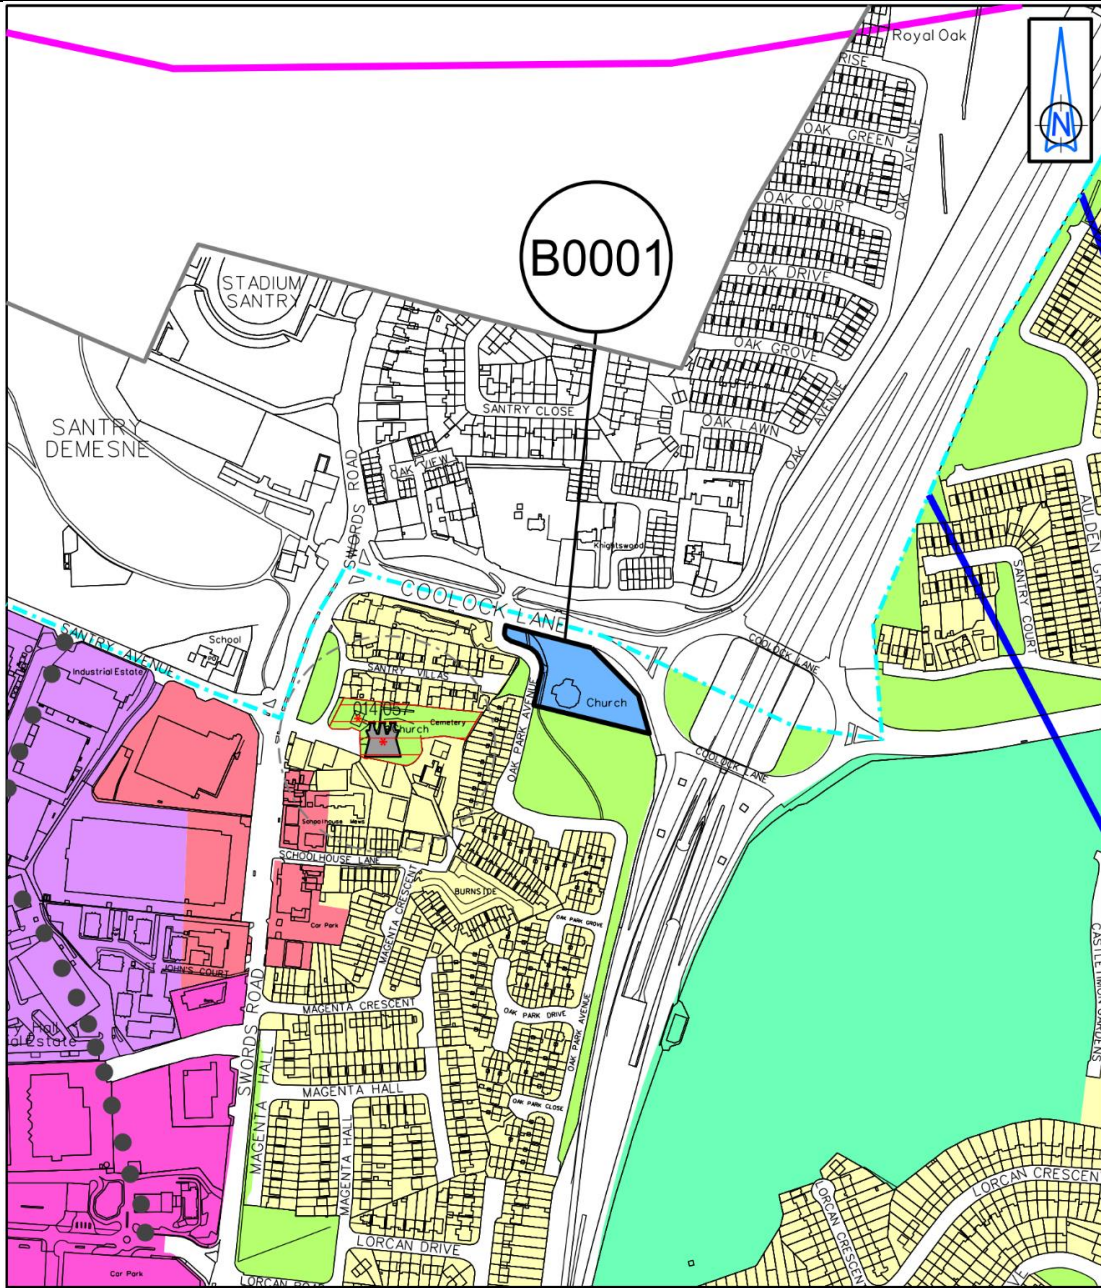 Royal Oak
N
RISE
OAK GREEN
OAK AVENUE
OAK COURT
B0001
OAK DRIVE
STADIUM
SANTRY
OAK GROVE
SANTRY CLOSE
OAK LAWN
OAK AVENUE
SANTRY
DEMESNE
OAK VIEW
SWORDS ROAD
Knightswood
AULDEN
SANTRY COURT
COOLOCK LANE
SANTRY AVENUE
School
COOLOCK LANE
Industrial Estate
SANTRY VILLAS
OAK PARK AVENUE
Church
Cemetery
Church
COOLOCK LANE
Schoolhouse Mews
SCHOOLHOUSE LANE
MAGENTA CRESCENT
BURNSIDE
Car Park
OAK PARK GROVE
CASTLETIMON GARDENS
ST JOHN'S COURT
MAGENTA CRESCENT
OAK PARK DRIVE
OAK PARK AVENUE
Hall
Estate
SWORDS ROAD
MAGENTA HALL
MAGENTA HALL
OAK PARK CLOSE
MAGENTA HALL
LORCAN CRESCENT
LORCAN CRESCENT
LORCAN DRIVE
Car Park